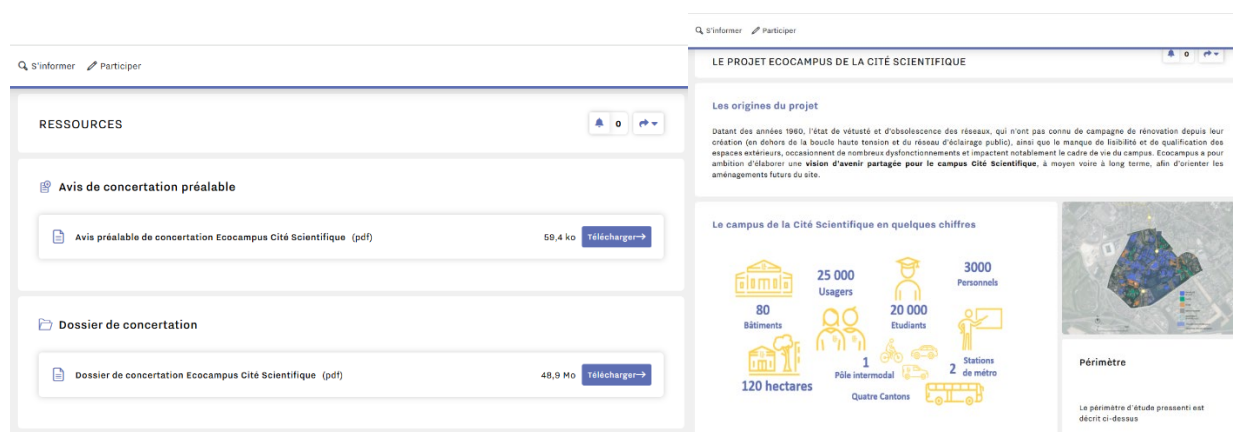 S'informer Participer
RESSOURCES 0
Avis de concertation préalable
Avis préalable de concertation Ecocampus Cité Scientifique (pdf) 59,4 ko Télécharger→
Dossier de concertation
Dossier de concertation Ecocampus Cité Scientifique (pdf) 48,9 Mo Télécharger→
S'informer Participer
LE PROJET ECOCAMPUS DE LA CITÉ SCIENTIFIQUE 0
Les origines du projet
Datant des années 1960, l'état de vétusté et d'obsolescence des réseaux, qui n'ont pas connu de campagne de rénovation depuis leur
création (en dehors de la boucle haute tension et du réseau d'éclairage public), ainsi que le manque de lisibilité et de qualification des
espaces extérieurs, occasionnent de nombreux dysfonctionnements et impactent notablement le cadre de vie du campus. Ecocampus a pour
ambition d'élaborer une vision d'avenir partagée pour le campus Cité Scientifique, à moyen voire à long terme, afin d'orienter les
aménagements futurs du site.
Le campus de la Cité Scientifique en quelques chiffres
80
Bâtiments
25 000
Usagers
20 000
Etudiants
3000
Personnels
120 hectares
1
Pôle intermodal
Quatre Cantons
2 Stations
de métro
Périmètre
Le périmètre d'étude pressenti est
décrit ci-dessus